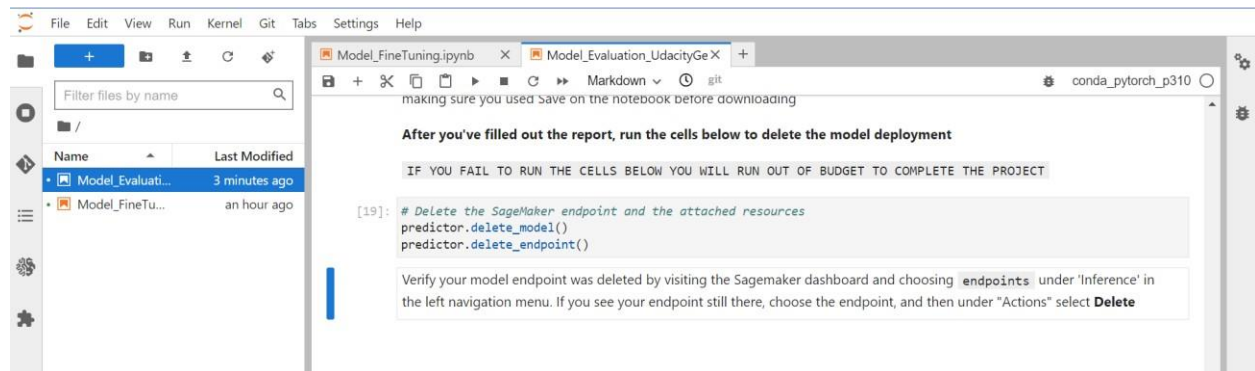 File Edit View Run Kernel Git Tabs Settings Help
Model_FineTuning.ipynb
Model_Evaluation_UdacityGe
Markdown
git
conda_pytorch_p310
Filter files by name
/
Name
Last Modified
Model_Evaluati... 3 minutes ago
Model_FineTu... an hour ago
making sure you used Save on the notebook before downloading
After you've filled out the report, run the cells below to delete the model deployment
IF YOU FAIL TO RUN THE CELLS BELOW YOU WILL RUN OUT OF BUDGET TO COMPLETE THE PROJECT
[19]: # Delete the SageMaker endpoint and the attached resources
predictor.delete_model()
predictor.delete_endpoint()
Verify your model endpoint was deleted by visiting the Sagemaker dashboard and choosing endpoints under 'Inference' in
the left navigation menu. If you see your endpoint still there, choose the endpoint, and then under "Actions" select Delete